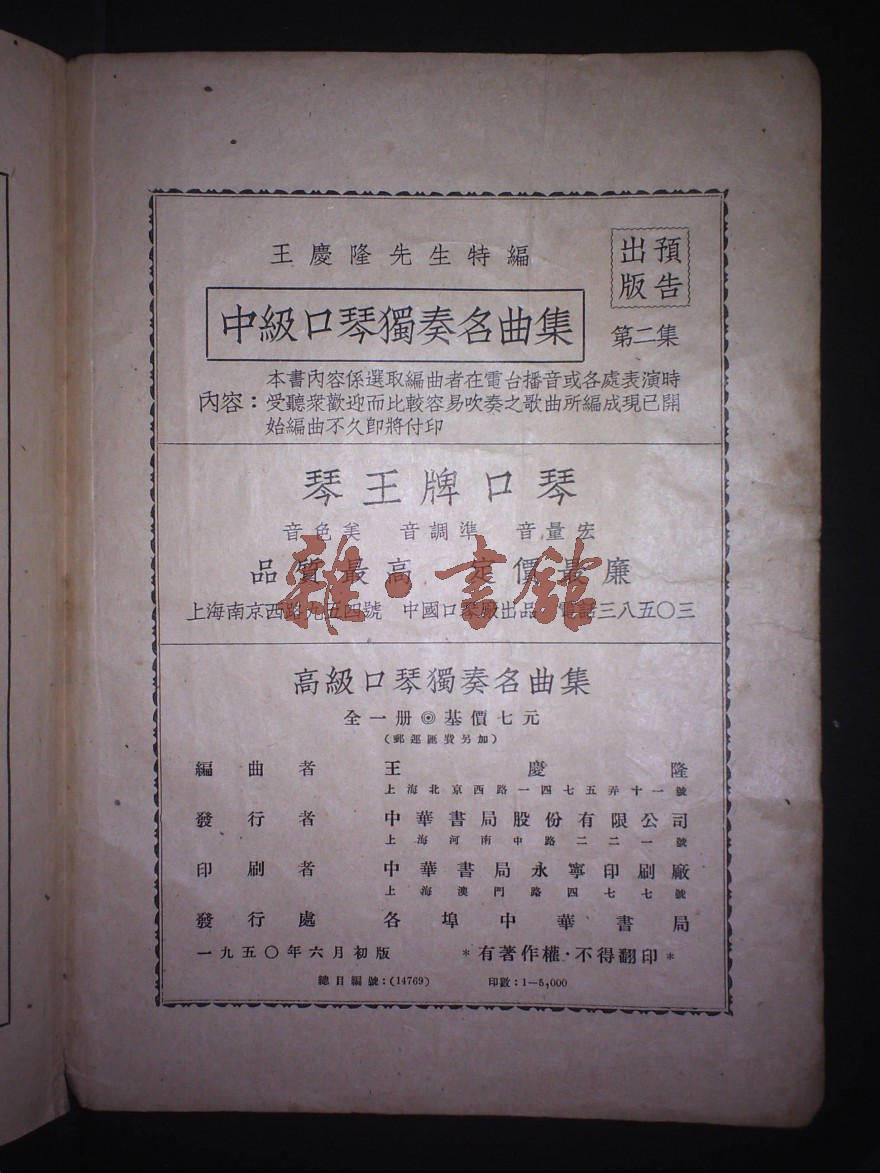 王慶隆先生特編
預告
出版
中級口琴獨奏名曲集
第二集
本書內容係選取編曲者在電台播音或各處表演時
內容：受聽衆歡迎而比較容易吹奏之歌曲所編成現已開
始編曲不久卽將付印
琴王牌口琴
音色美 音調準 音量宏
品質最高 定價最廉
上海南京西路九五四號 中國口琴廠出品 電話三八五〇三
雜·書館
高級口琴獨奏名曲集
全一册◎基價七元
(郵運匯費另加)
編曲者 王慶隆
上海北京西路一四七五弄十一號
發行者 中華書局股份有限公司
上海河南中路二二一號
印刷者 中華書局永寧印刷廠
上海澳門路四七七號
發行處 各埠中華書局
一九五〇年六月初版 *有著作權·不得翻印*
總目編號：(14769) 印數：1—5,000